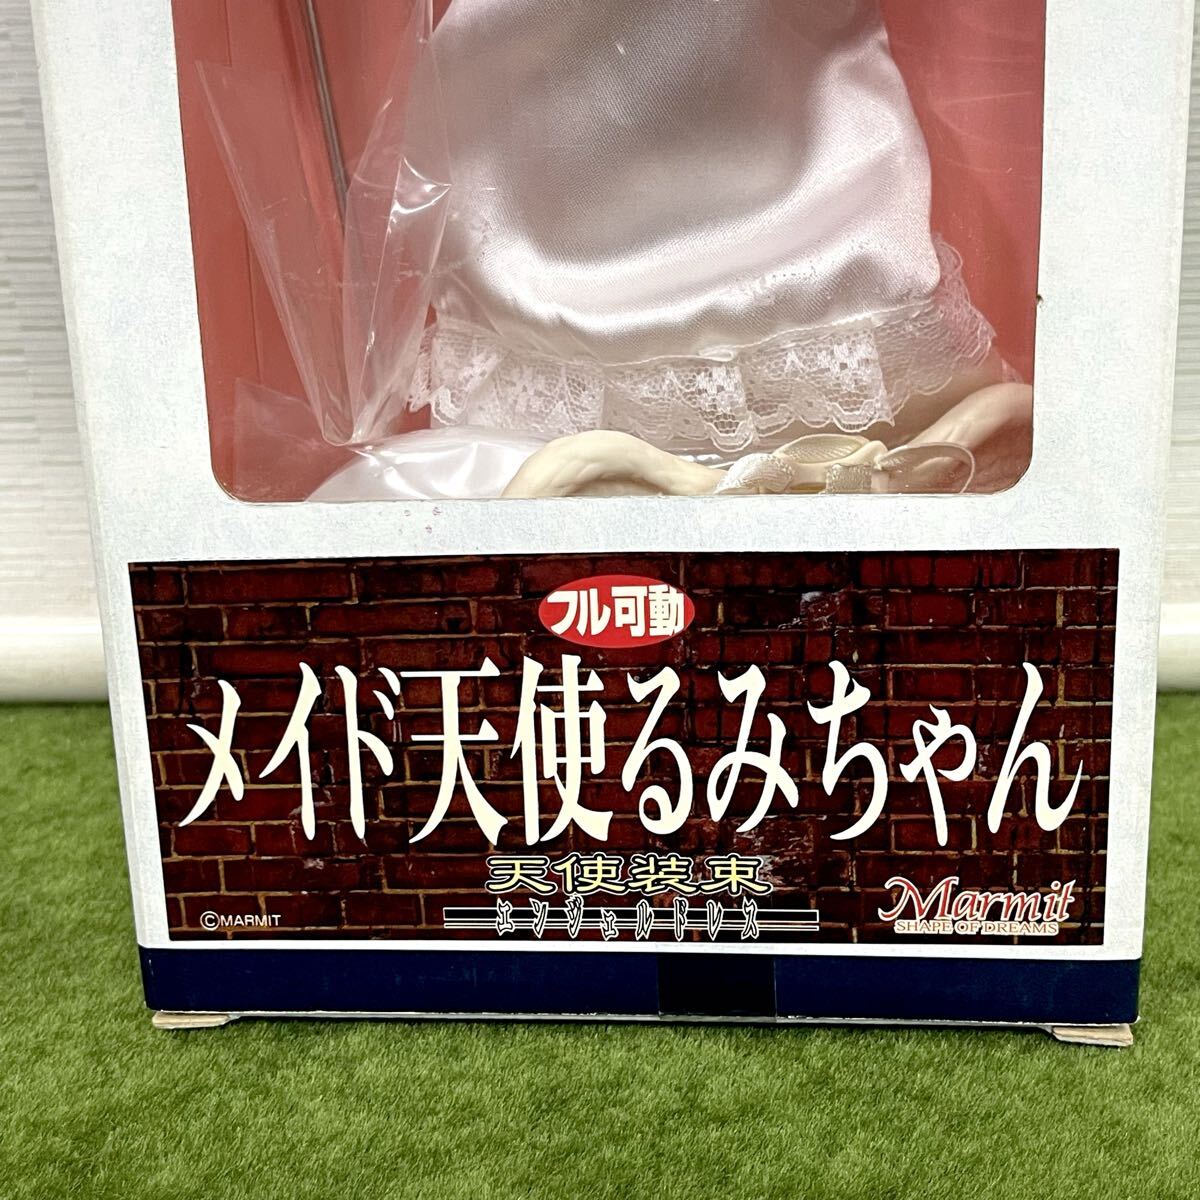 フル可動
メイド天使るみちゃん
天使装束
エンジェルドレス
©MARMIT
Marmit
SHAPE OF DREAMS